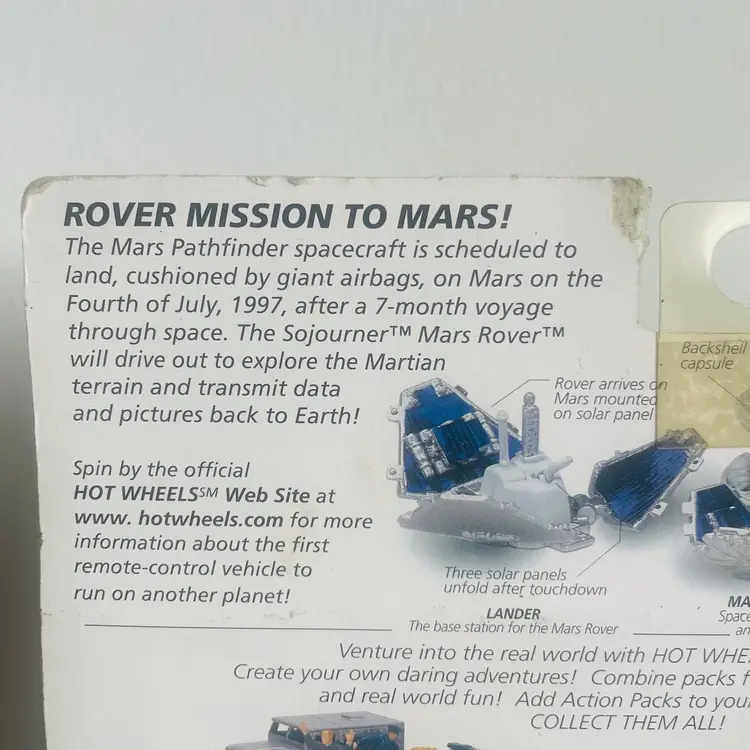 ROVER MISSION TO MARS!
The Mars Pathfinder spacecraft is scheduled to
land, cushioned by giant airbags, on Mars on the
Fourth of July, 1997, after a 7-month voyage
through space. The Sojourner™ Mars Rover™
will drive out to explore the Martian
terrain and transmit data
and pictures back to Earth!
Backshell
capsule
Rover arrives on
Mars mounted
on solar panel
Spin by the official
HOT WHEELS℠ Web Site at
www. hotwheels.com for more
information about the first
remote-control vehicle to
run on another planet!
Three solar panels
unfold after touchdown
LANDER
The base station for the Mars Rover
MA
Space
an
Venture into the real world with HOT WHE
Create your own daring adventures! Combine packs f
and real world fun! Add Action Packs to you
COLLECT THEM ALL!